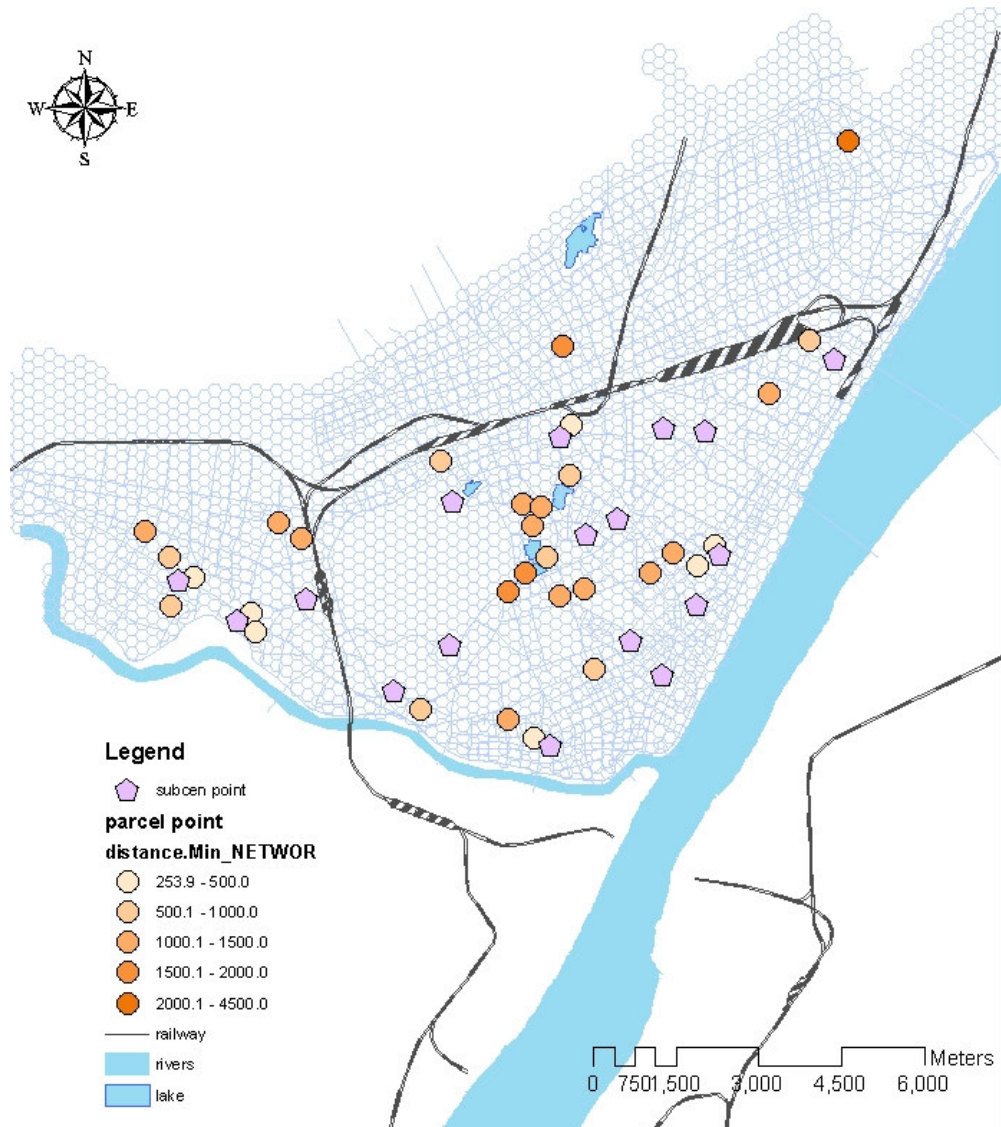 N
W E
S
Legend
subcen point
parcel point
distance.Min_NETWOR
253.9 - 500.0
500.1 - 1000.0
1000.1 - 1500.0
1500.1 - 2000.0
2000.1 - 4500.0
railway
rivers
lake
Meters
0 750 1,500 3,000 4,500 6,000